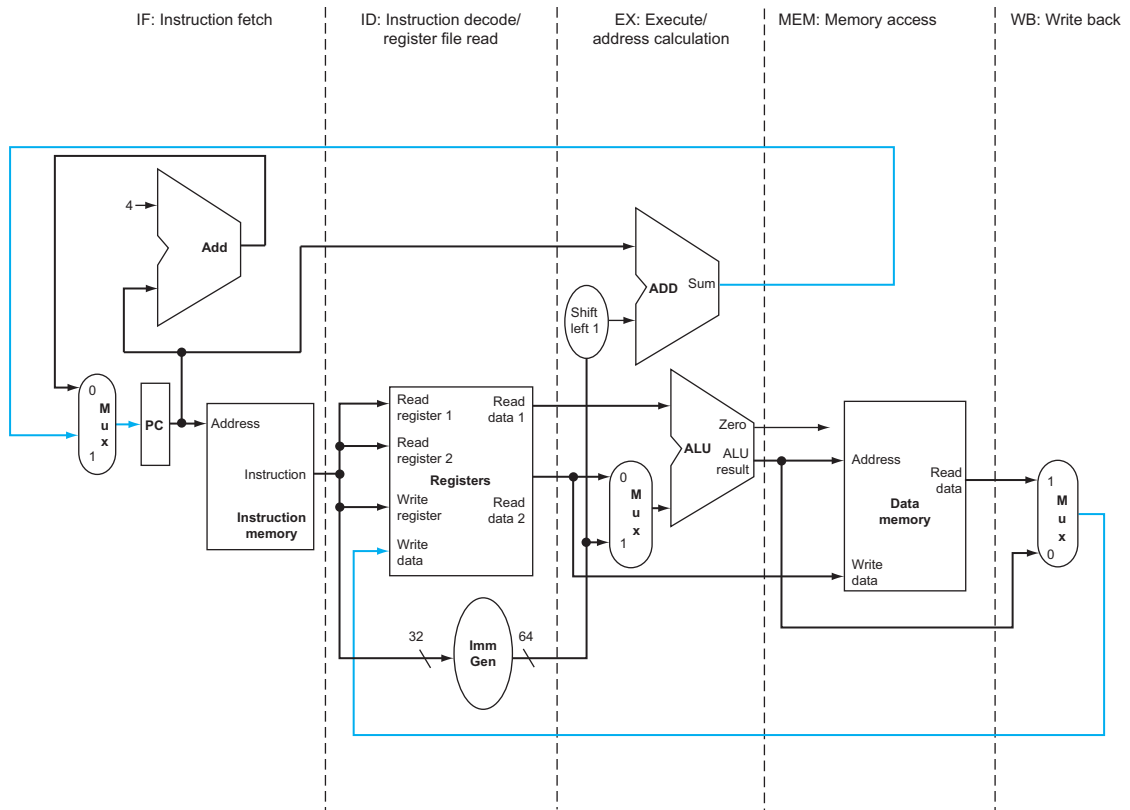 IF: Instruction fetch
ID: Instruction decode/
register file read
EX: Execute/
address calculation
MEM: Memory access
WB: Write back
4
Add
ADD
Sum
Shift
left 1
0
M
u
x
1
PC
Address
Instruction
Instruction
memory
Read
register 1
Read
register 2
Write
register
Write
data
Registers
Read
data 1
Read
data 2
32
Imm
Gen
64
0
M
u
x
1
Zero
ALU
ALU
result
Address
Read
data
Data
memory
Write
data
1
M
u
x
0